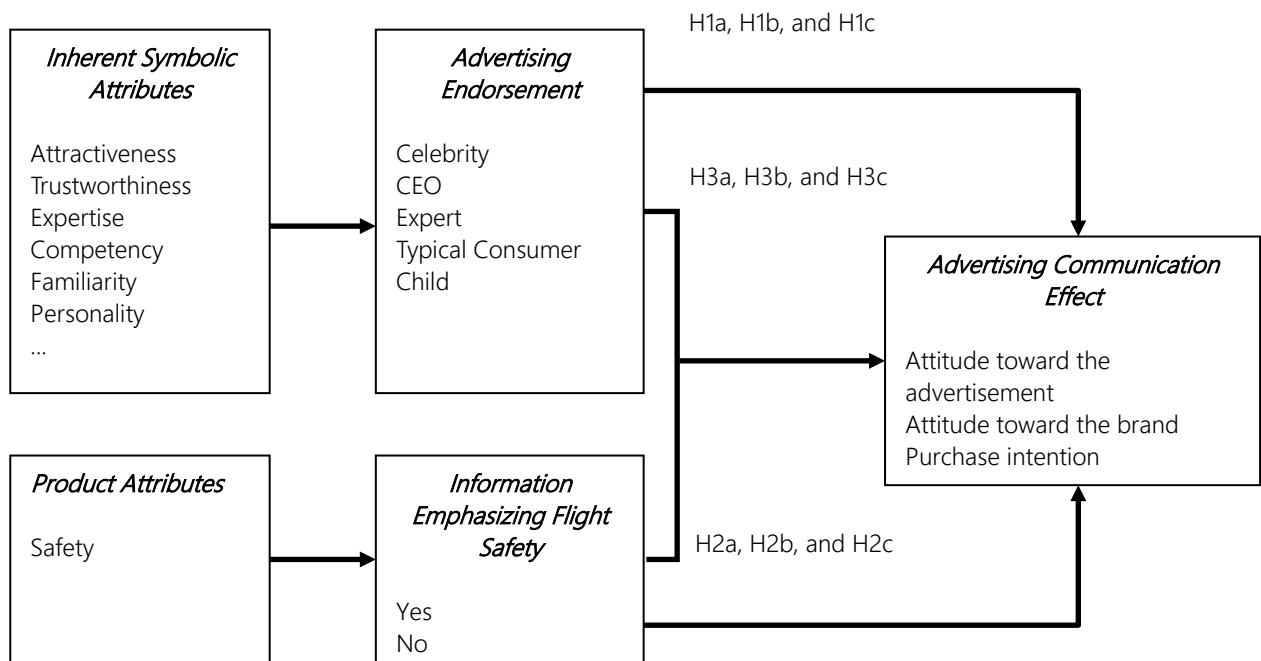 H1a, H1b, and H1c
Inherent Symbolic
Attributes
Attractiveness
Trustworthiness
Expertise
Competency
Familiarity
Personality
...
Advertising
Endorsement
Celebrity
CEO
Expert
Typical Consumer
Child
H3a, H3b, and H3c
Advertising Communication
Effect
Attitude toward the
advertisement
Attitude toward the brand
Purchase intention
Product Attributes
Safety
Information
Emphasizing Flight
Safety
Yes
No
H2a, H2b, and H2c